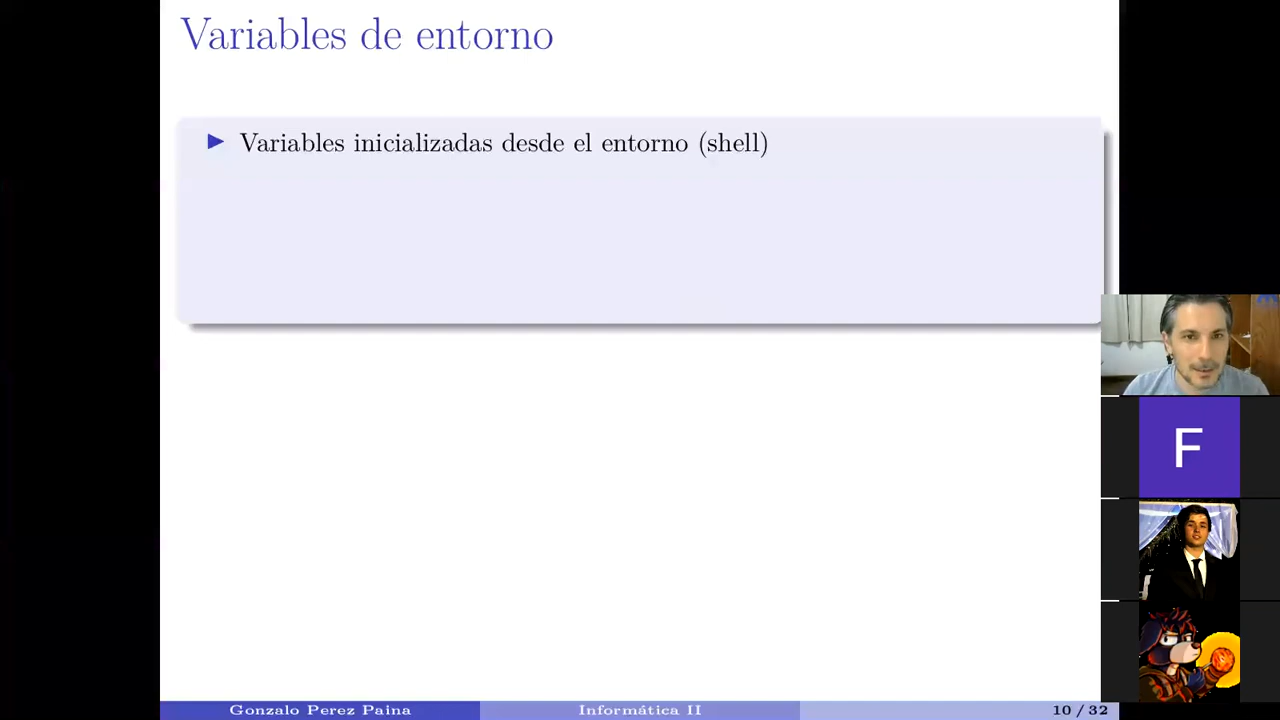 Variables de entorno
Variables inicializadas desde el entorno (shell)
F
Gonzalo Perez Paina
Informática II
10 / 32